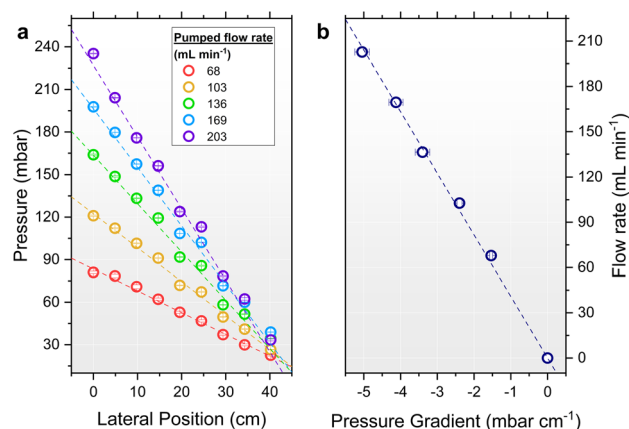 a
Pumped flow rate
(mL min⁻¹)
68
103
136
169
203
240
210
180
150
120
90
60
30
Pressure (mbar)
0 10 20 30 40
Lateral Position (cm)
b
210
180
150
120
90
60
30
0
Flow rate (mL min⁻¹)
-5 -4 -3 -2 -1 0
Pressure Gradient (mbar cm⁻¹)